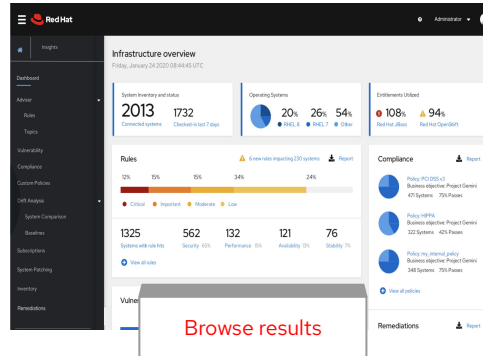 Red Hat
Administrator
Insights
Dashboard
Advisor
Rules
Topics
Vulnerability
Compliance
Custom Policies
Drift Analysis
System Comparison
Baselines
Subscriptions
System Patching
Inventory
Remediations
Infrastructure overview
Friday, January 24 2020 08:44:45 UTC
System Inventory and status
2013 1732
Connected systems Checked-in last 7 days
Operating Systems
20% 26% 54%
RHEL 6 RHEL 7 Other
Entitlements Utilized
108% 94%
Red Hat JBoss Red Hat OpenShift
Rules 6 new rules impacting 230 systems Report
12% 15% 15% 34% 24%
Critical Important Moderate Low
1325 562 132 121 76
Systems with rule hits Security 65% Performance 15% Availability 13% Stability 7%
View all rules
Compliance Report
Policy: PCI DSS v3
Business objective: Project Gemini
471 Systems 75% Passes
Policy: HIPPA
Business objective: Project Gemini
322 Systems 42% Passes
Policy: my_internal_policy
Business objective: Project Gemini
348 Systems 75% Passes
View all policies
Vulner
Browse results
Remediations Report